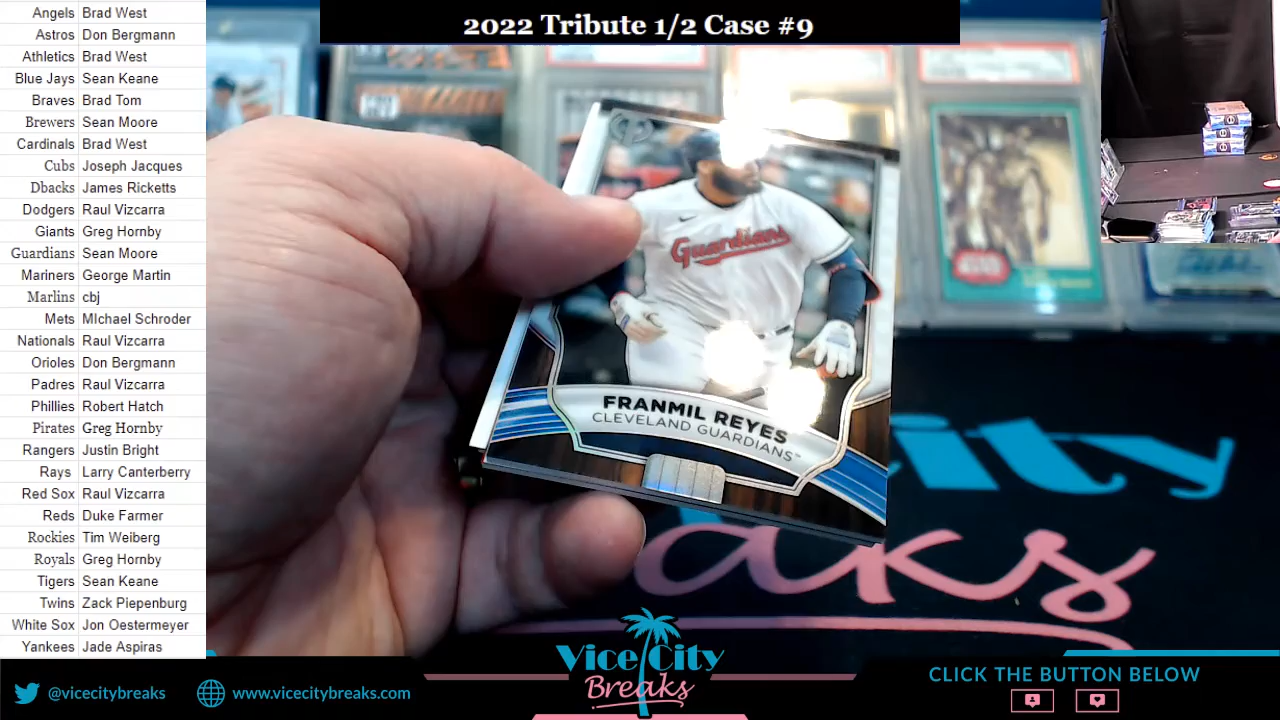 2022 Tribute 1/2 Case #9
Angels Brad West
Astros Don Bergmann
Athletics Brad West
Blue Jays Sean Keane
Braves Brad Tom
Brewers Sean Moore
Cardinals Brad West
Cubs Joseph Jacques
Dbacks James Ricketts
Dodgers Raul Vizcarra
Giants Greg Hornby
Guardians Sean Moore
Mariners George Martin
Marlins cbj
Mets MIchael Schroder
Nationals Raul Vizcarra
Orioles Don Bergmann
Padres Raul Vizcarra
Phillies Robert Hatch
Pirates Greg Hornby
Rangers Justin Bright
Rays Larry Canterberry
Red Sox Raul Vizcarra
Reds Duke Farmer
Rockies Tim Weiberg
Royals Greg Hornby
Tigers Sean Keane
Twins Zack Piepenburg
White Sox Jon Oestermeyer
Yankees Jade Aspiras
Guardians
FRANMIL REYES
CLEVELAND GUARDIANS™
City
Vice City
Breaks
@vicecitybreaks
www.vicecitybreaks.com
CLICK THE BUTTON BELOW